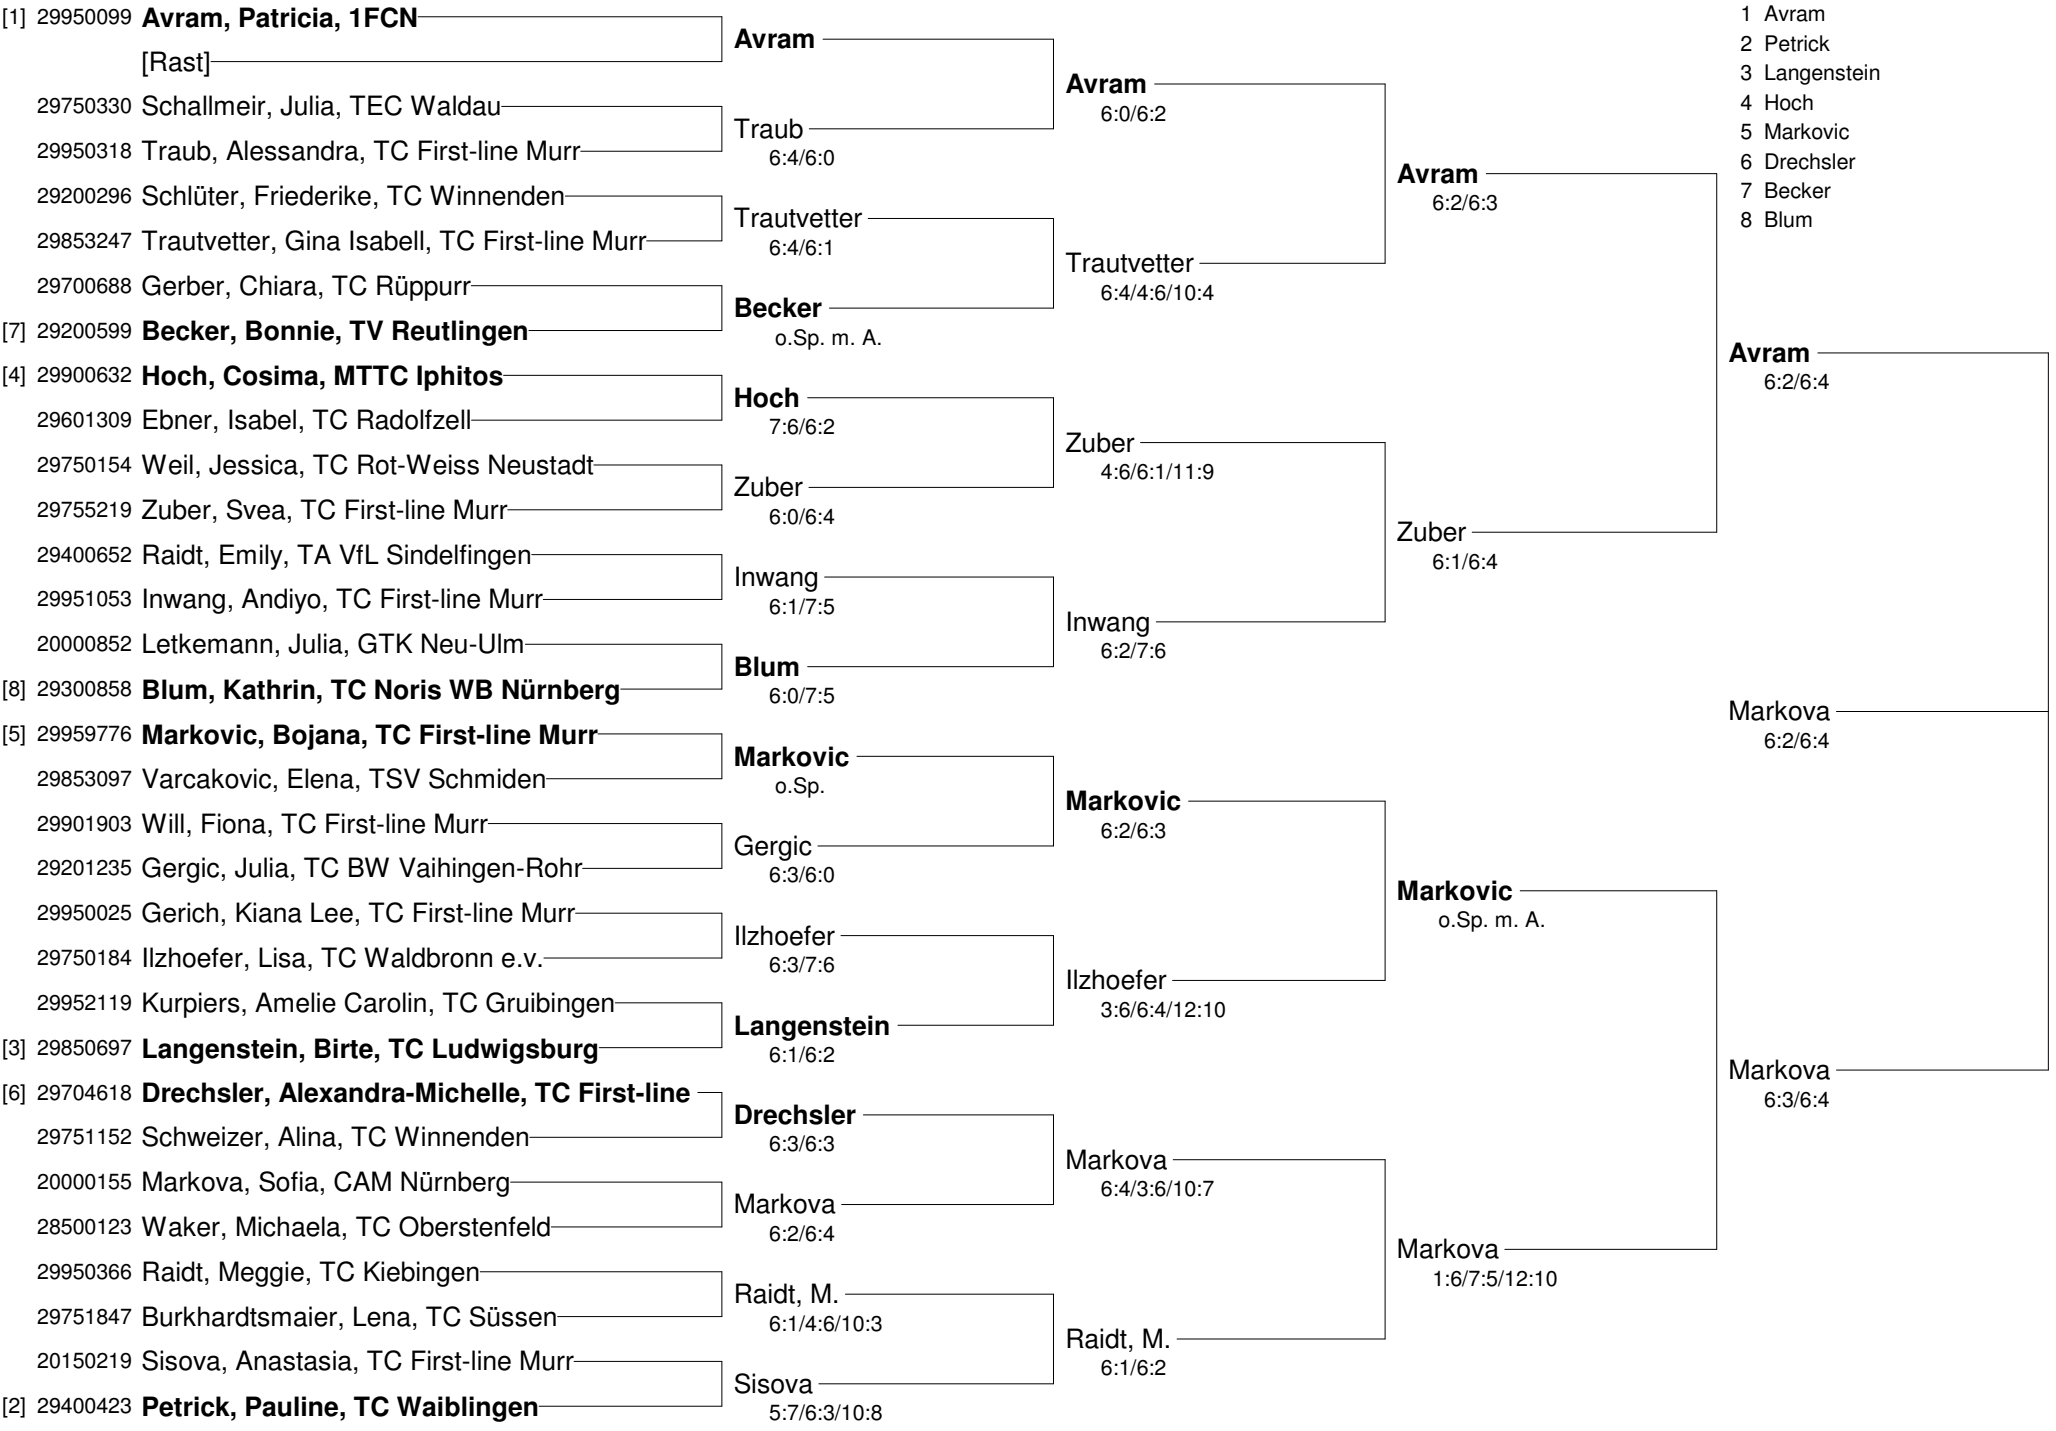 [1] 29950099 Avram, Patricia, 1FCN
[Rast]
29750330 Schallmeir, Julia, TEC Waldau
29950318 Traub, Alessandra, TC First-line Murr
29200296 Schlüter, Friederike, TC Winnenden
29853247 Trautvetter, Gina Isabell, TC First-line Murr
29700688 Gerber, Chiara, TC Rüppurr
[7] 29200599 Becker, Bonnie, TV Reutlingen
[4] 29900632 Hoch, Cosima, MTTC Iphitos
29601309 Ebner, Isabel, TC Radolfzell
29750154 Weil, Jessica, TC Rot-Weiss Neustadt
29755219 Zuber, Svea, TC First-line Murr
29400652 Raidt, Emily, TA VfL Sindelfingen
29951053 Inwang, Andiyo, TC First-line Murr
20000852 Letkemann, Julia, GTK Neu-Ulm
[8] 29300858 Blum, Kathrin, TC Noris WB Nürnberg
[5] 29959776 Markovic, Bojana, TC First-line Murr
29853097 Varcakovic, Elena, TSV Schmiden
29901903 Will, Fiona, TC First-line Murr
29201235 Gergic, Julia, TC BW Vaihingen-Rohr
29950025 Gerich, Kiana Lee, TC First-line Murr
29750184 Ilzhoefer, Lisa, TC Waldbronn e.v.
29952119 Kurpiers, Amelie Carolin, TC Gruibingen
[3] 29850697 Langenstein, Birte, TC Ludwigsburg
[6] 29704618 Drechsler, Alexandra-Michelle, TC First-line
29751152 Schweizer, Alina, TC Winnenden
20000155 Markova, Sofia, CAM Nürnberg
28500123 Waker, Michaela, TC Oberstenfeld
29950366 Raidt, Meggie, TC Kiebingen
29751847 Burkhardtsmaier, Lena, TC Süssen
20150219 Sisova, Anastasia, TC First-line Murr
[2] 29400423 Petrick, Pauline, TC Waiblingen
Avram
Traub
6:4/6:0
Trautvetter
6:4/6:1
Becker
o.Sp. m. A.
Hoch
7:6/6:2
Zuber
6:0/6:4
Inwang
6:1/7:5
Blum
6:0/7:5
Markovic
o.Sp.
Gergic
6:3/6:0
Ilzhoefer
6:3/7:6
Langenstein
6:1/6:2
Drechsler
6:3/6:3
Markova
6:2/6:4
Raidt, M.
6:1/4:6/10:3
Sisova
5:7/6:3/10:8
Avram
6:0/6:2
Trautvetter
6:4/4:6/10:4
Zuber
4:6/6:1/11:9
Inwang
6:2/7:6
Markovic
6:2/6:3
Ilzhoefer
3:6/6:4/12:10
Markova
6:4/3:6/10:7
Raidt, M.
6:1/6:2
Avram
6:2/6:3
Zuber
6:1/6:4
Markovic
o.Sp. m. A.
Markova
1:6/7:5/12:10
1 Avram
2 Petrick
3 Langenstein
4 Hoch
5 Markovic
6 Drechsler
7 Becker
8 Blum
Avram
6:2/6:4
Markova
6:2/6:4
Markova
6:3/6:4